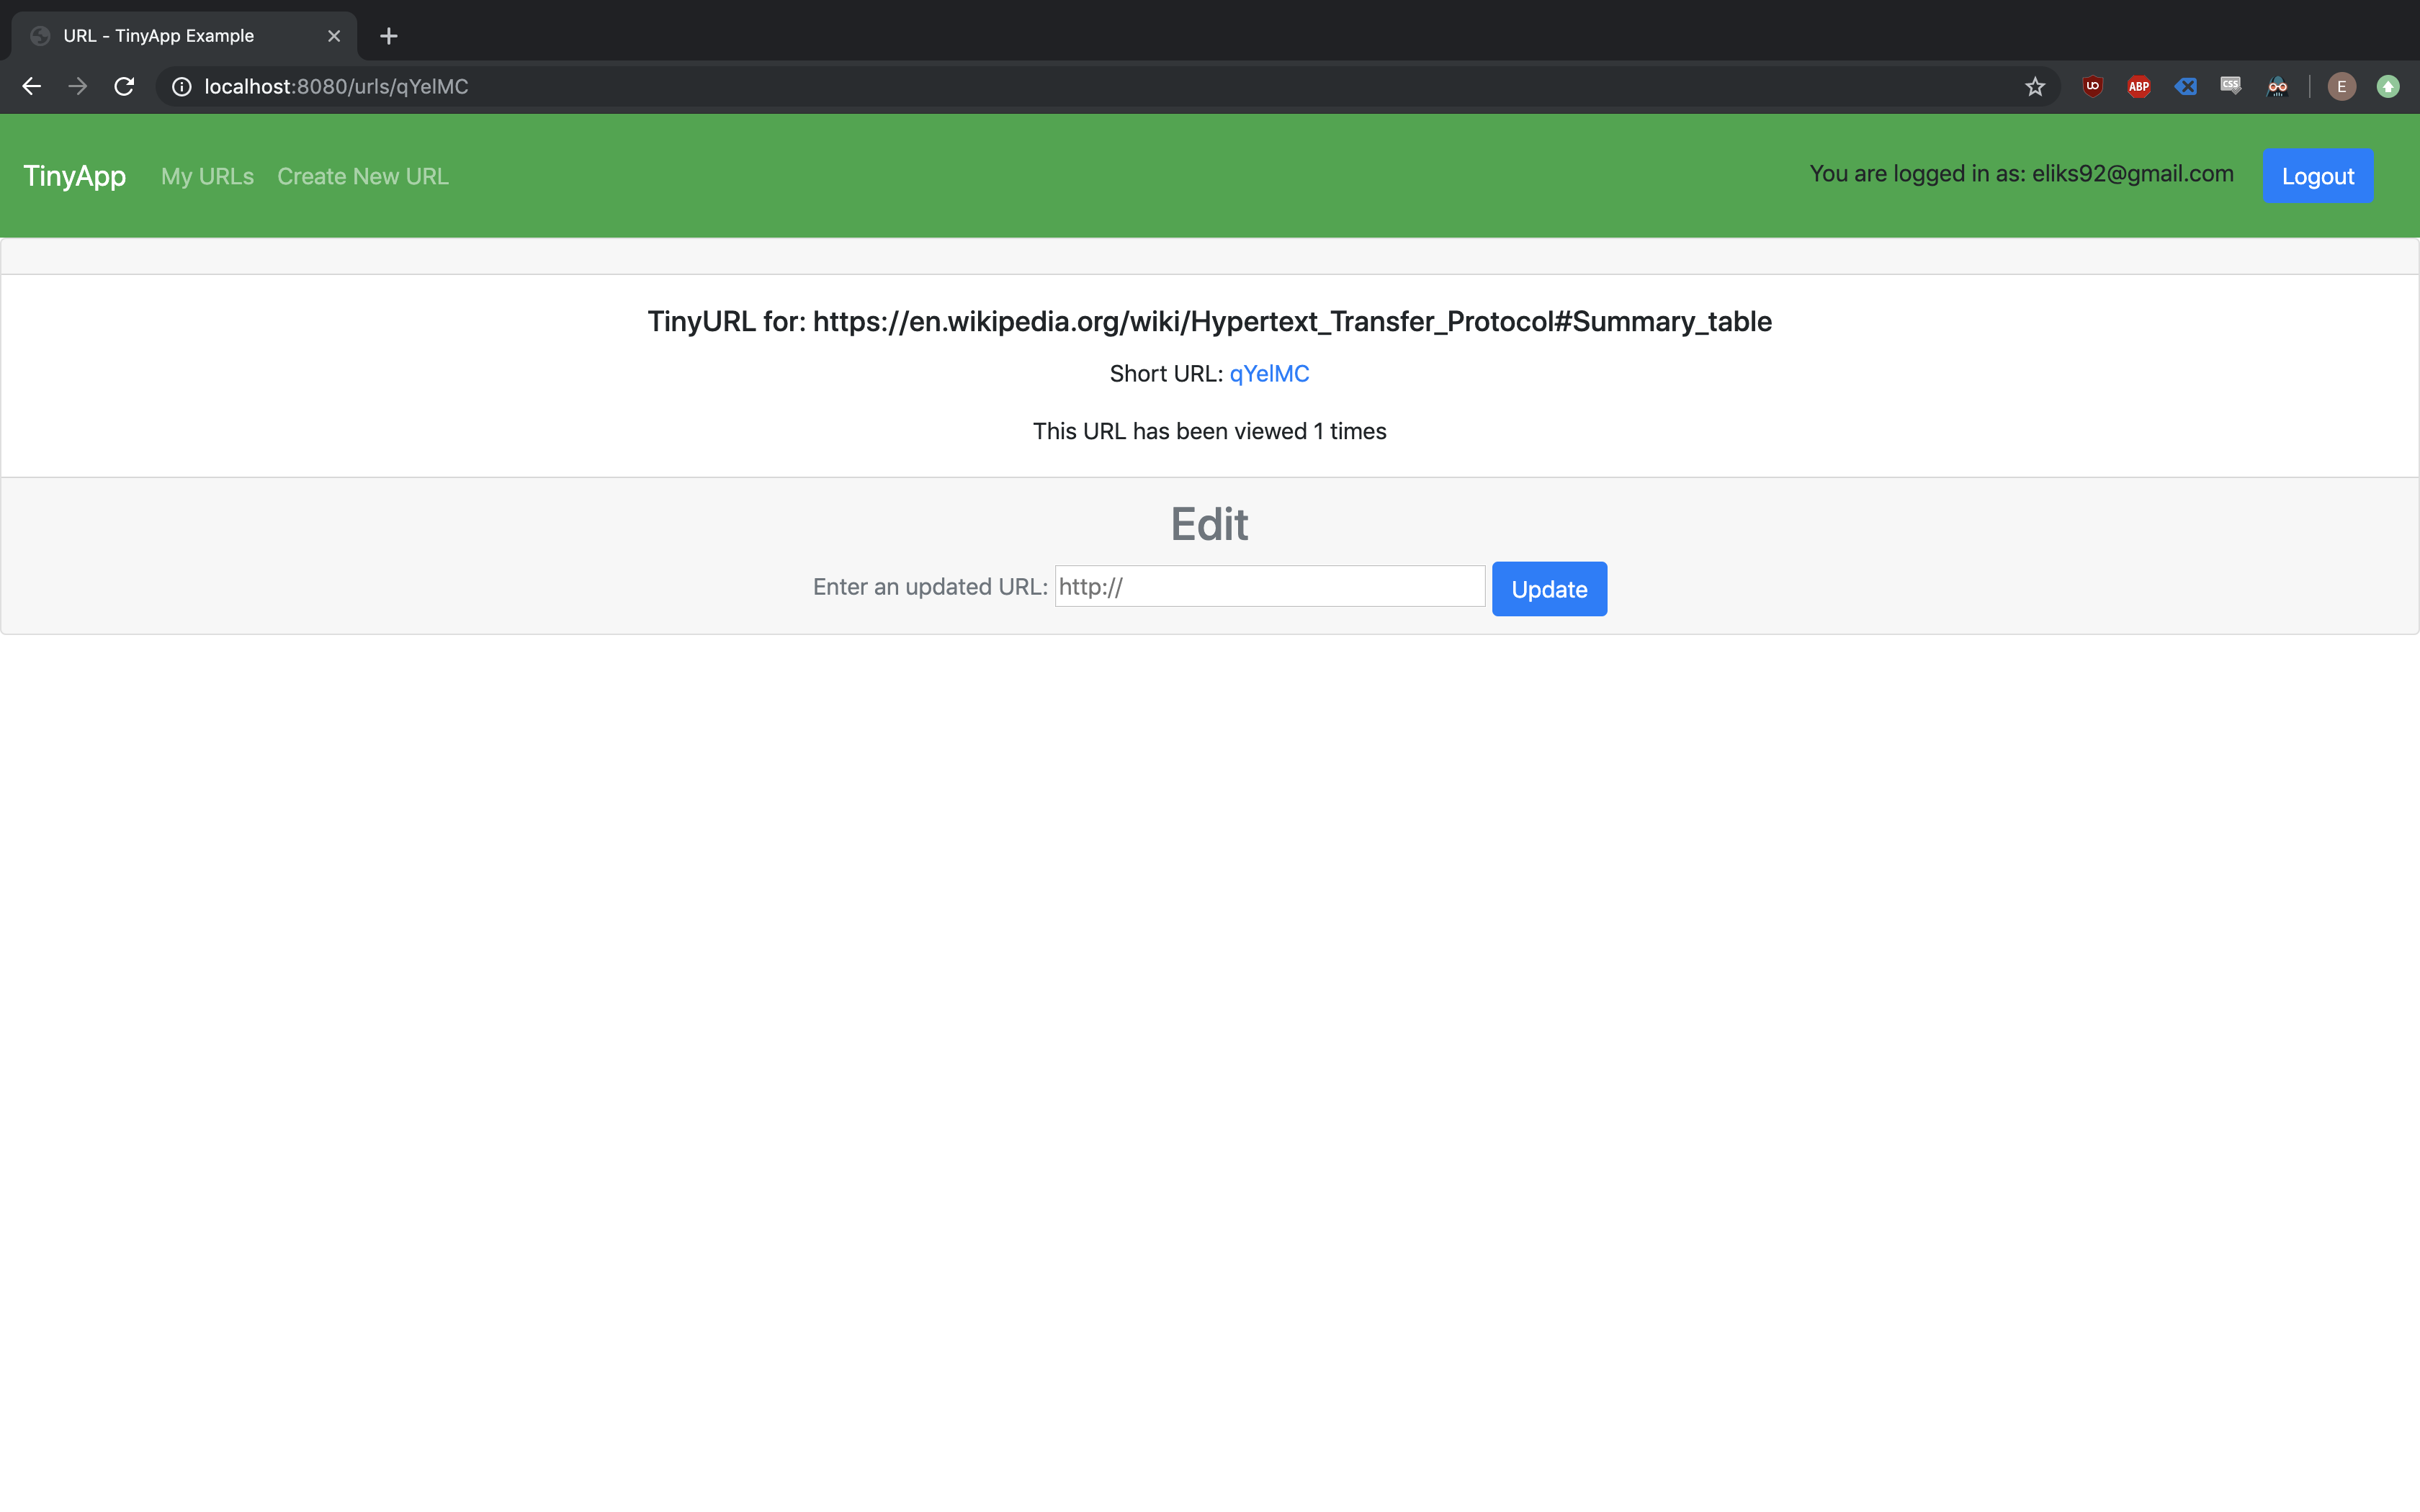 URL - TinyApp Example
localhost:8080/urls/qYelMC
UO
ABP
CSS
E
TinyApp My URLs Create New URL You are logged in as: eliks92@gmail.com Logout
TinyURL for: https://en.wikipedia.org/wiki/Hypertext_Transfer_Protocol#Summary_table
Short URL: qYelMC
This URL has been viewed 1 times
Edit
Enter an updated URL: http:// Update